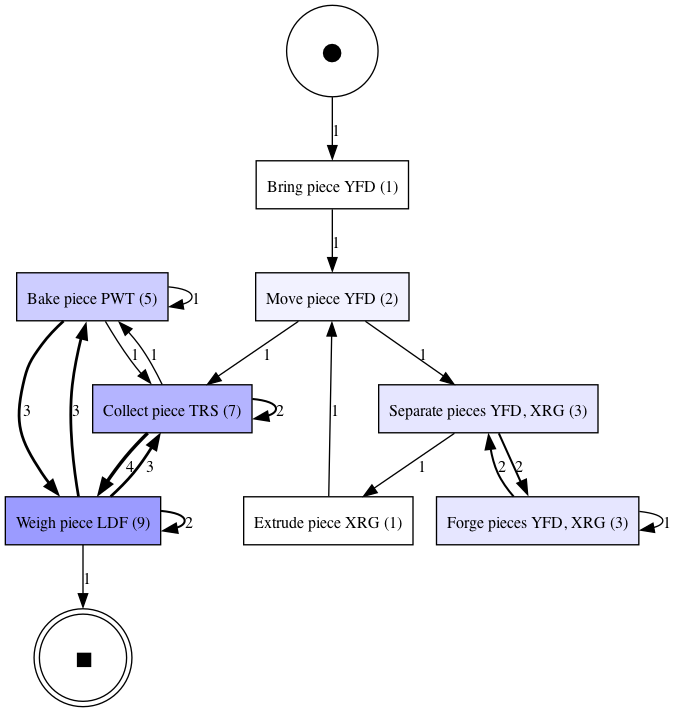 1
Bring piece YFD (1)
1
Bake piece PWT (5)
1
Move piece YFD (2)
1
1
1
1
3
3
1
Collect piece TRS (7)
2
Separate pieces YFD, XRG (3)
4
3
1
2
2
Weigh piece LDF (9)
2
Extrude piece XRG (1)
Forge pieces YFD, XRG (3)
1
1